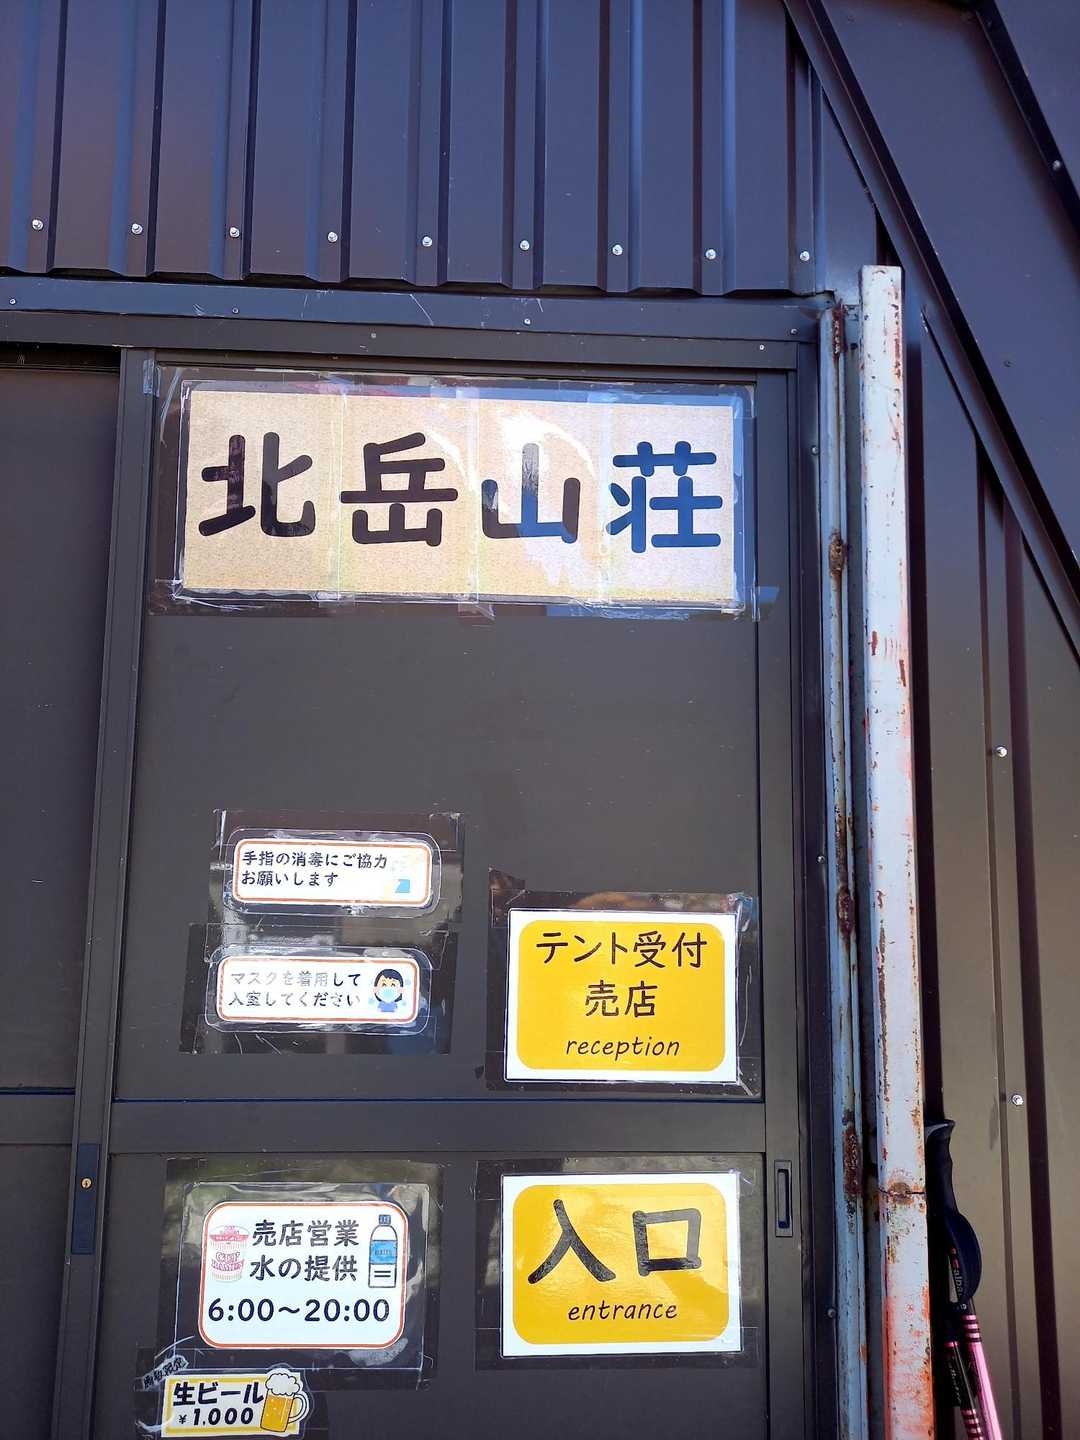 北岳山荘
手指の消毒にご協力
お願いします
マスクを着用して
入室してください
テント受付
売店
reception
売店営業
水の提供
6:00～20:00
入口
entrance
生ビール
¥1,000